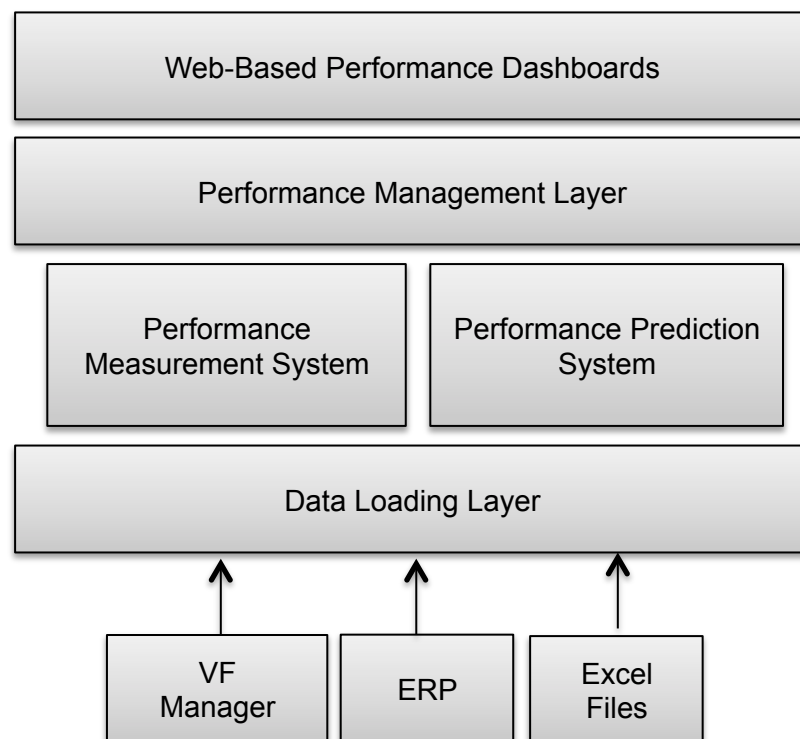 Web-Based Performance Dashboards
Performance Management Layer
Performance
Measurement System
Performance Prediction
System
Data Loading Layer
VF
Manager
ERP
Excel
Files